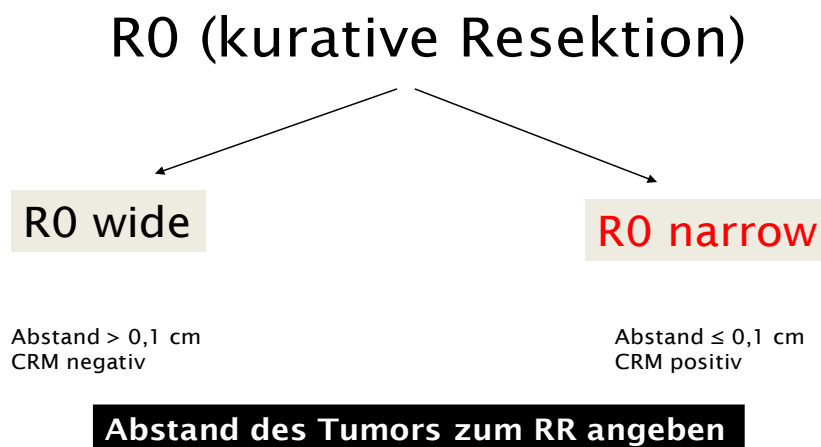 R0 (kurative Resektion)
R0 wide
R0 narrow
Abstand > 0,1 cm
CRM negativ
Abstand ≤ 0,1 cm
CRM positiv
Abstand des Tumors zum RR angeben